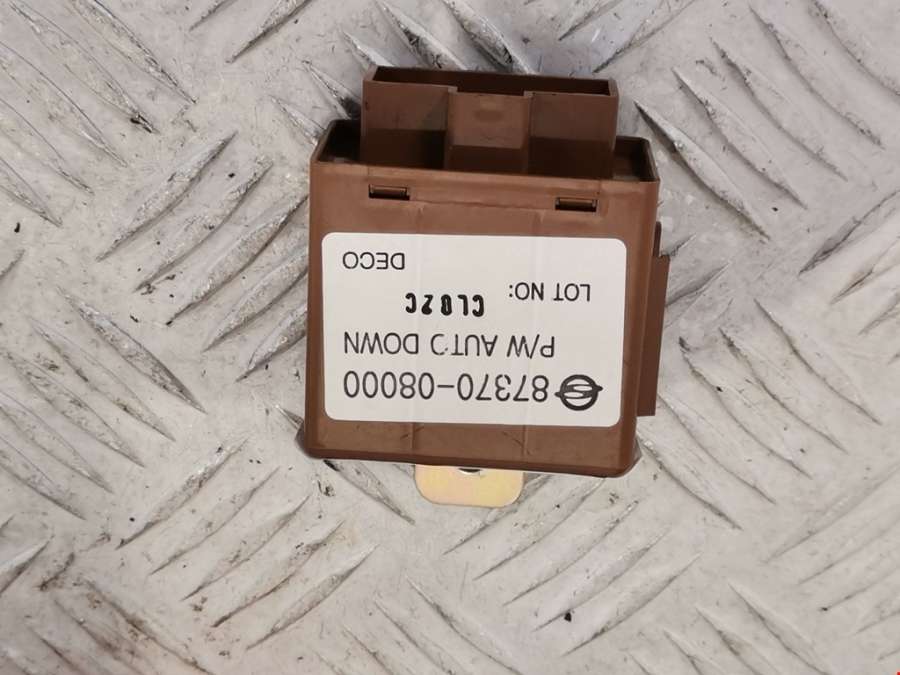 87370-08000
P/W AUTO DOWN
LOT NO: CL02C
DECO